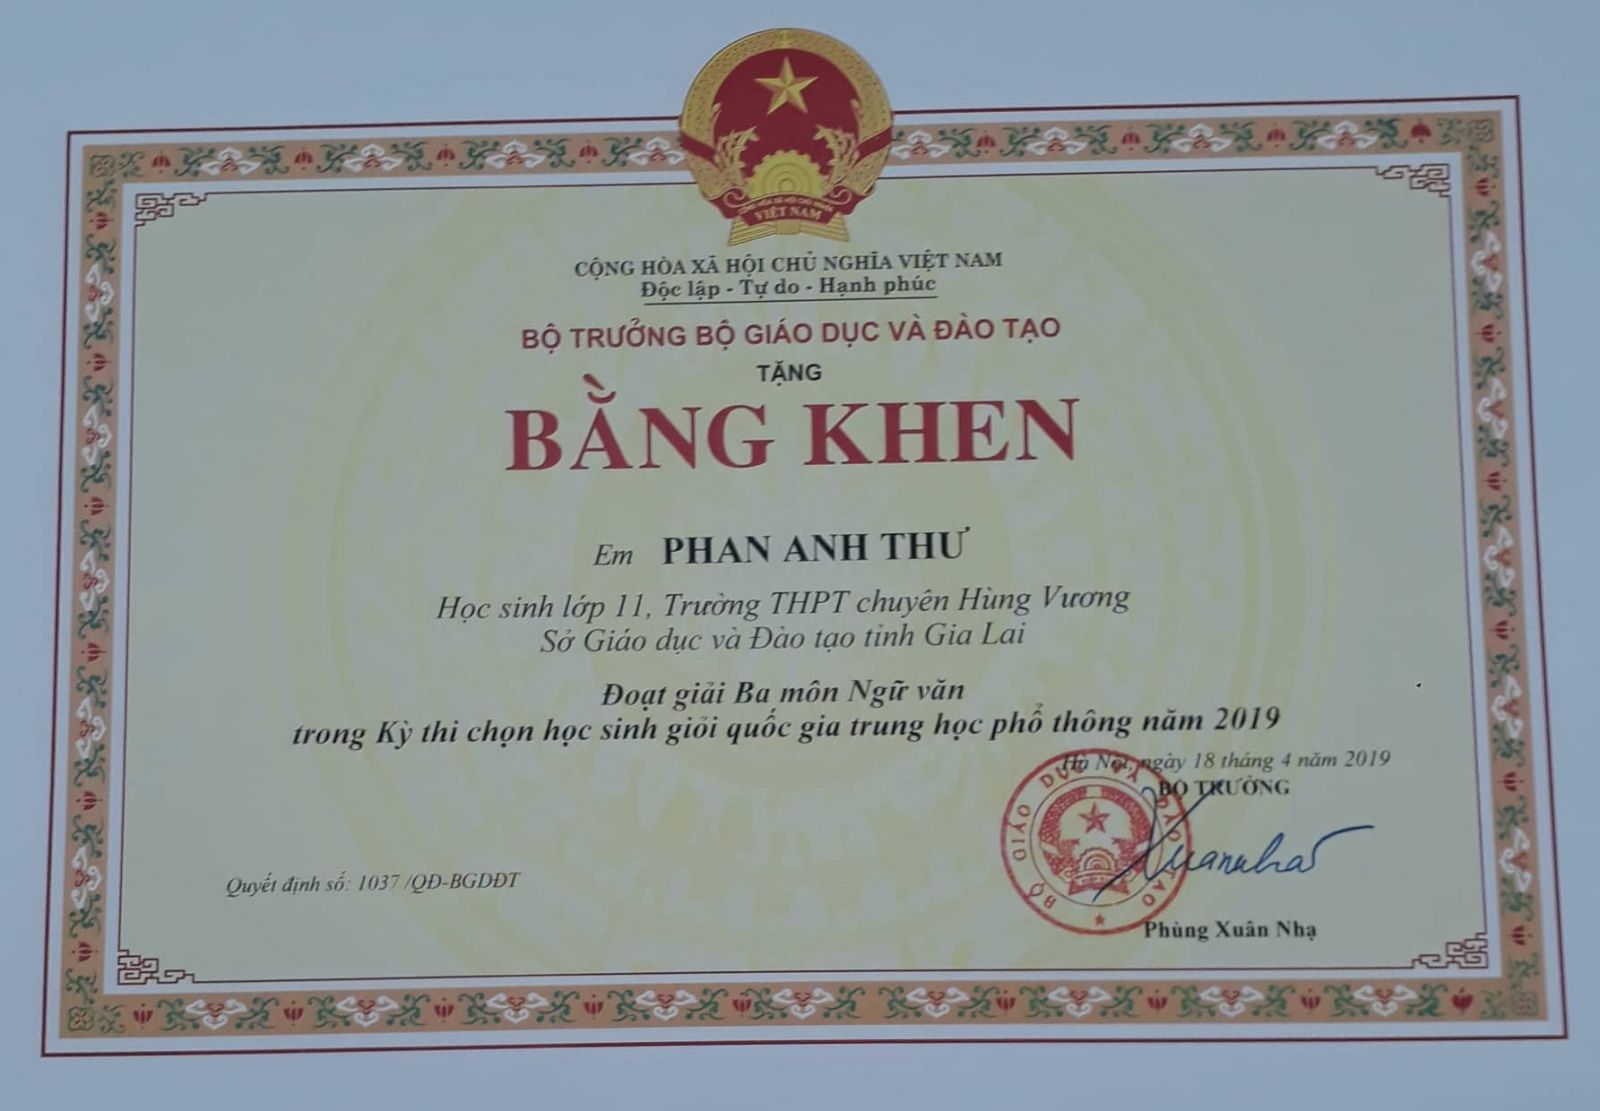 CỘNG HÒA XÃ HỘI CHỦ NGHĨA
VIỆT NAM
CỘNG HÒA XÃ HỘI CHỦ NGHĨA VIỆT NAM
Độc lập - Tự do - Hạnh phúc
BỘ TRƯỞNG BỘ GIÁO DỤC VÀ ĐÀO TẠO
TẶNG
BẰNG KHEN
Em PHAN ANH THƯ
Học sinh lớp 11, Trường THPT chuyên Hùng Vương
Sở Giáo dục và Đào tạo tỉnh Gia Lai
Đoạt giải Ba môn Ngữ văn
trong Kỳ thi chọn học sinh giỏi quốc gia trung học phổ thông năm 2019
Hà Nội, ngày 18 tháng 4 năm 2019
BỘ TRƯỞNG
BỘ GIÁO DỤC VÀ ĐÀO TẠO
Xuannha
Quyết định số: 1037 /QĐ-BGDĐT
Phùng Xuân Nhạ